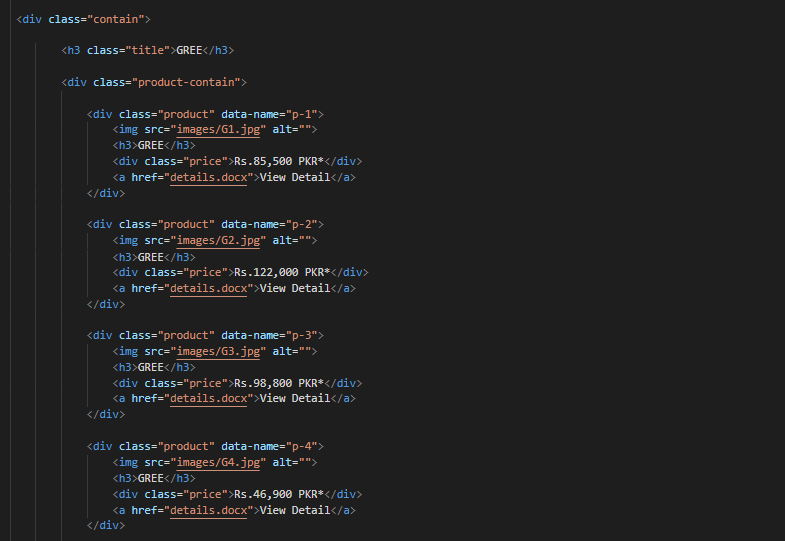 <div class="contain">
<h3 class="title">GREE</h3>
<div class="product-contain">
<div class="product" data-name="p-1">
<img src="images/G1.jpg" alt="">
<h3>GREE</h3>
<div class="price">Rs.85,500 PKR*</div>
<a href="details.docx">View Detail</a>
</div>
<div class="product" data-name="p-2">
<img src="images/G2.jpg" alt="">
<h3>GREE</h3>
<div class="price">Rs.122,000 PKR*</div>
<a href="details.docx">View Detail</a>
</div>
<div class="product" data-name="p-3">
<img src="images/G3.jpg" alt="">
<h3>GREE</h3>
<div class="price">Rs.98,800 PKR*</div>
<a href="details.docx">View Detail</a>
</div>
<div class="product" data-name="p-4">
<img src="images/G4.jpg" alt="">
<h3>GREE</h3>
<div class="price">Rs.46,900 PKR*</div>
<a href="details.docx">View Detail</a>
</div>